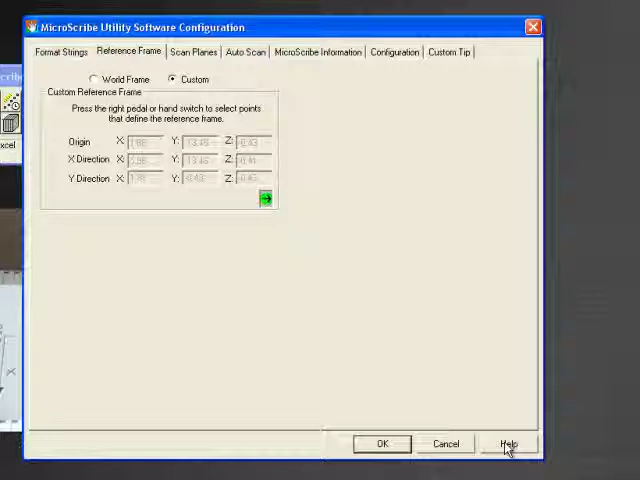 MicroScribe Utility Software Configuration
Format Strings Reference Frame Scan Planes Auto Scan MicroScribe Information Configuration Custom Tip
World Frame Custom
Custom Reference Frame
Press the right pedal or hand switch to select points
that define the reference frame.
Origin X: Y: Z:
X Direction X: Y: Z:
Y Direction X: Y: Z:
OK Cancel Help